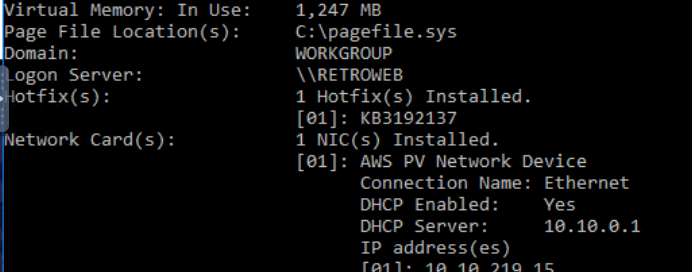 Virtual Memory: In Use:    1,247 MB
Page File Location(s):     C:\pagefile.sys
Domain:                    WORKGROUP
Logon Server:              \\RETROWEB
Hotfix(s):                 1 Hotfix(s) Installed.
                           [01]: KB3192137
Network Card(s):           1 NIC(s) Installed.
                           [01]: AWS PV Network Device
                                 Connection Name: Ethernet
                                 DHCP Enabled:    Yes
                                 DHCP Server:     10.10.0.1
                                 IP address(es)
                                 [01]: 10.10.219.15